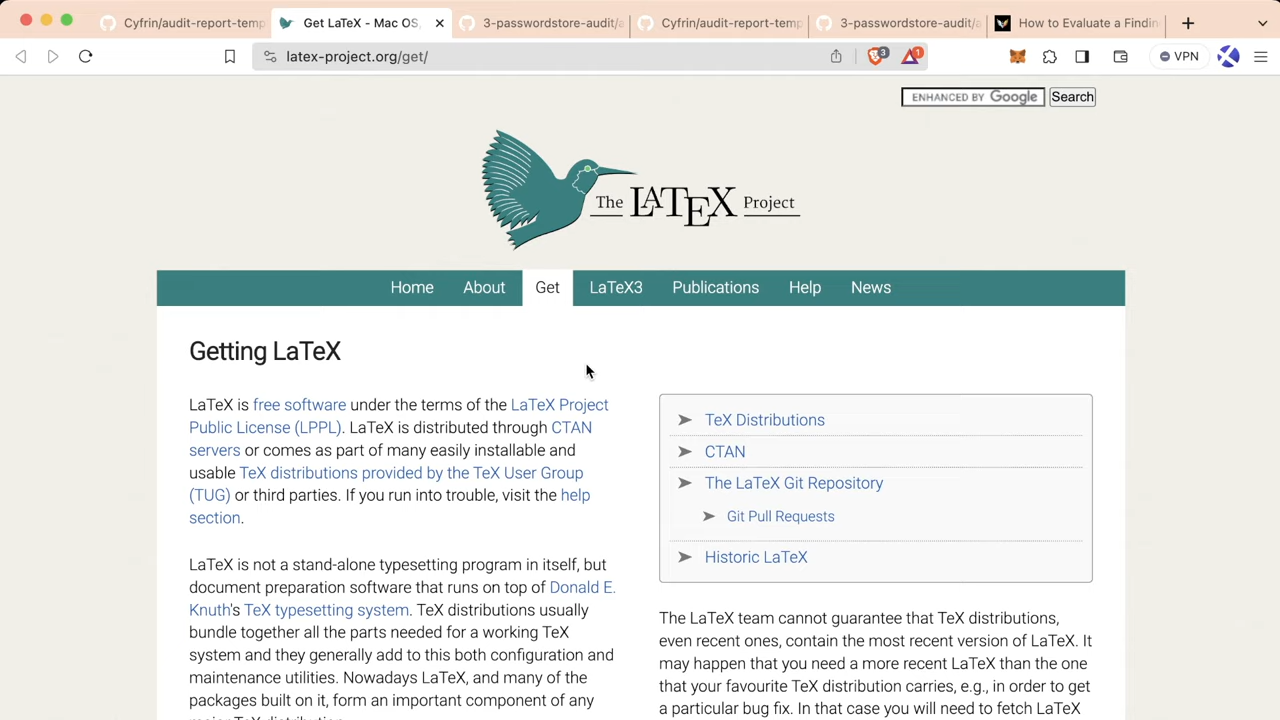 Cyfrin/audit-report-temp
Get LaTeX - Mac OS,
3-passwordstore-audit/a
Cyfrin/audit-report-temp
3-passwordstore-audit/a
How to Evaluate a Findin
latex-project.org/get/
3
1
VPN
ENHANCED BY Google
Search
The LATEX Project
Home
About
Get
LaTeX3
Publications
Help
News
Getting LaTeX
LaTeX is free software under the terms of the LaTeX Project
Public License (LPPL). LaTeX is distributed through CTAN
servers or comes as part of many easily installable and
usable TeX distributions provided by the TeX User Group
(TUG) or third parties. If you run into trouble, visit the help
section.
LaTeX is not a stand-alone typesetting program in itself, but
document preparation software that runs on top of Donald E.
Knuth's TeX typesetting system. TeX distributions usually
bundle together all the parts needed for a working TeX
system and they generally add to this both configuration and
maintenance utilities. Nowadays LaTeX, and many of the
packages built on it, form an important component of any
major TeX distribution.
TeX Distributions
CTAN
The LaTeX Git Repository
Git Pull Requests
Historic LaTeX
The LaTeX team cannot guarantee that TeX distributions,
even recent ones, contain the most recent version of LaTeX. It
may happen that you need a more recent LaTeX than the one
that your favourite TeX distribution carries, e.g., in order to get
a particular bug fix. In that case you will need to fetch LaTeX